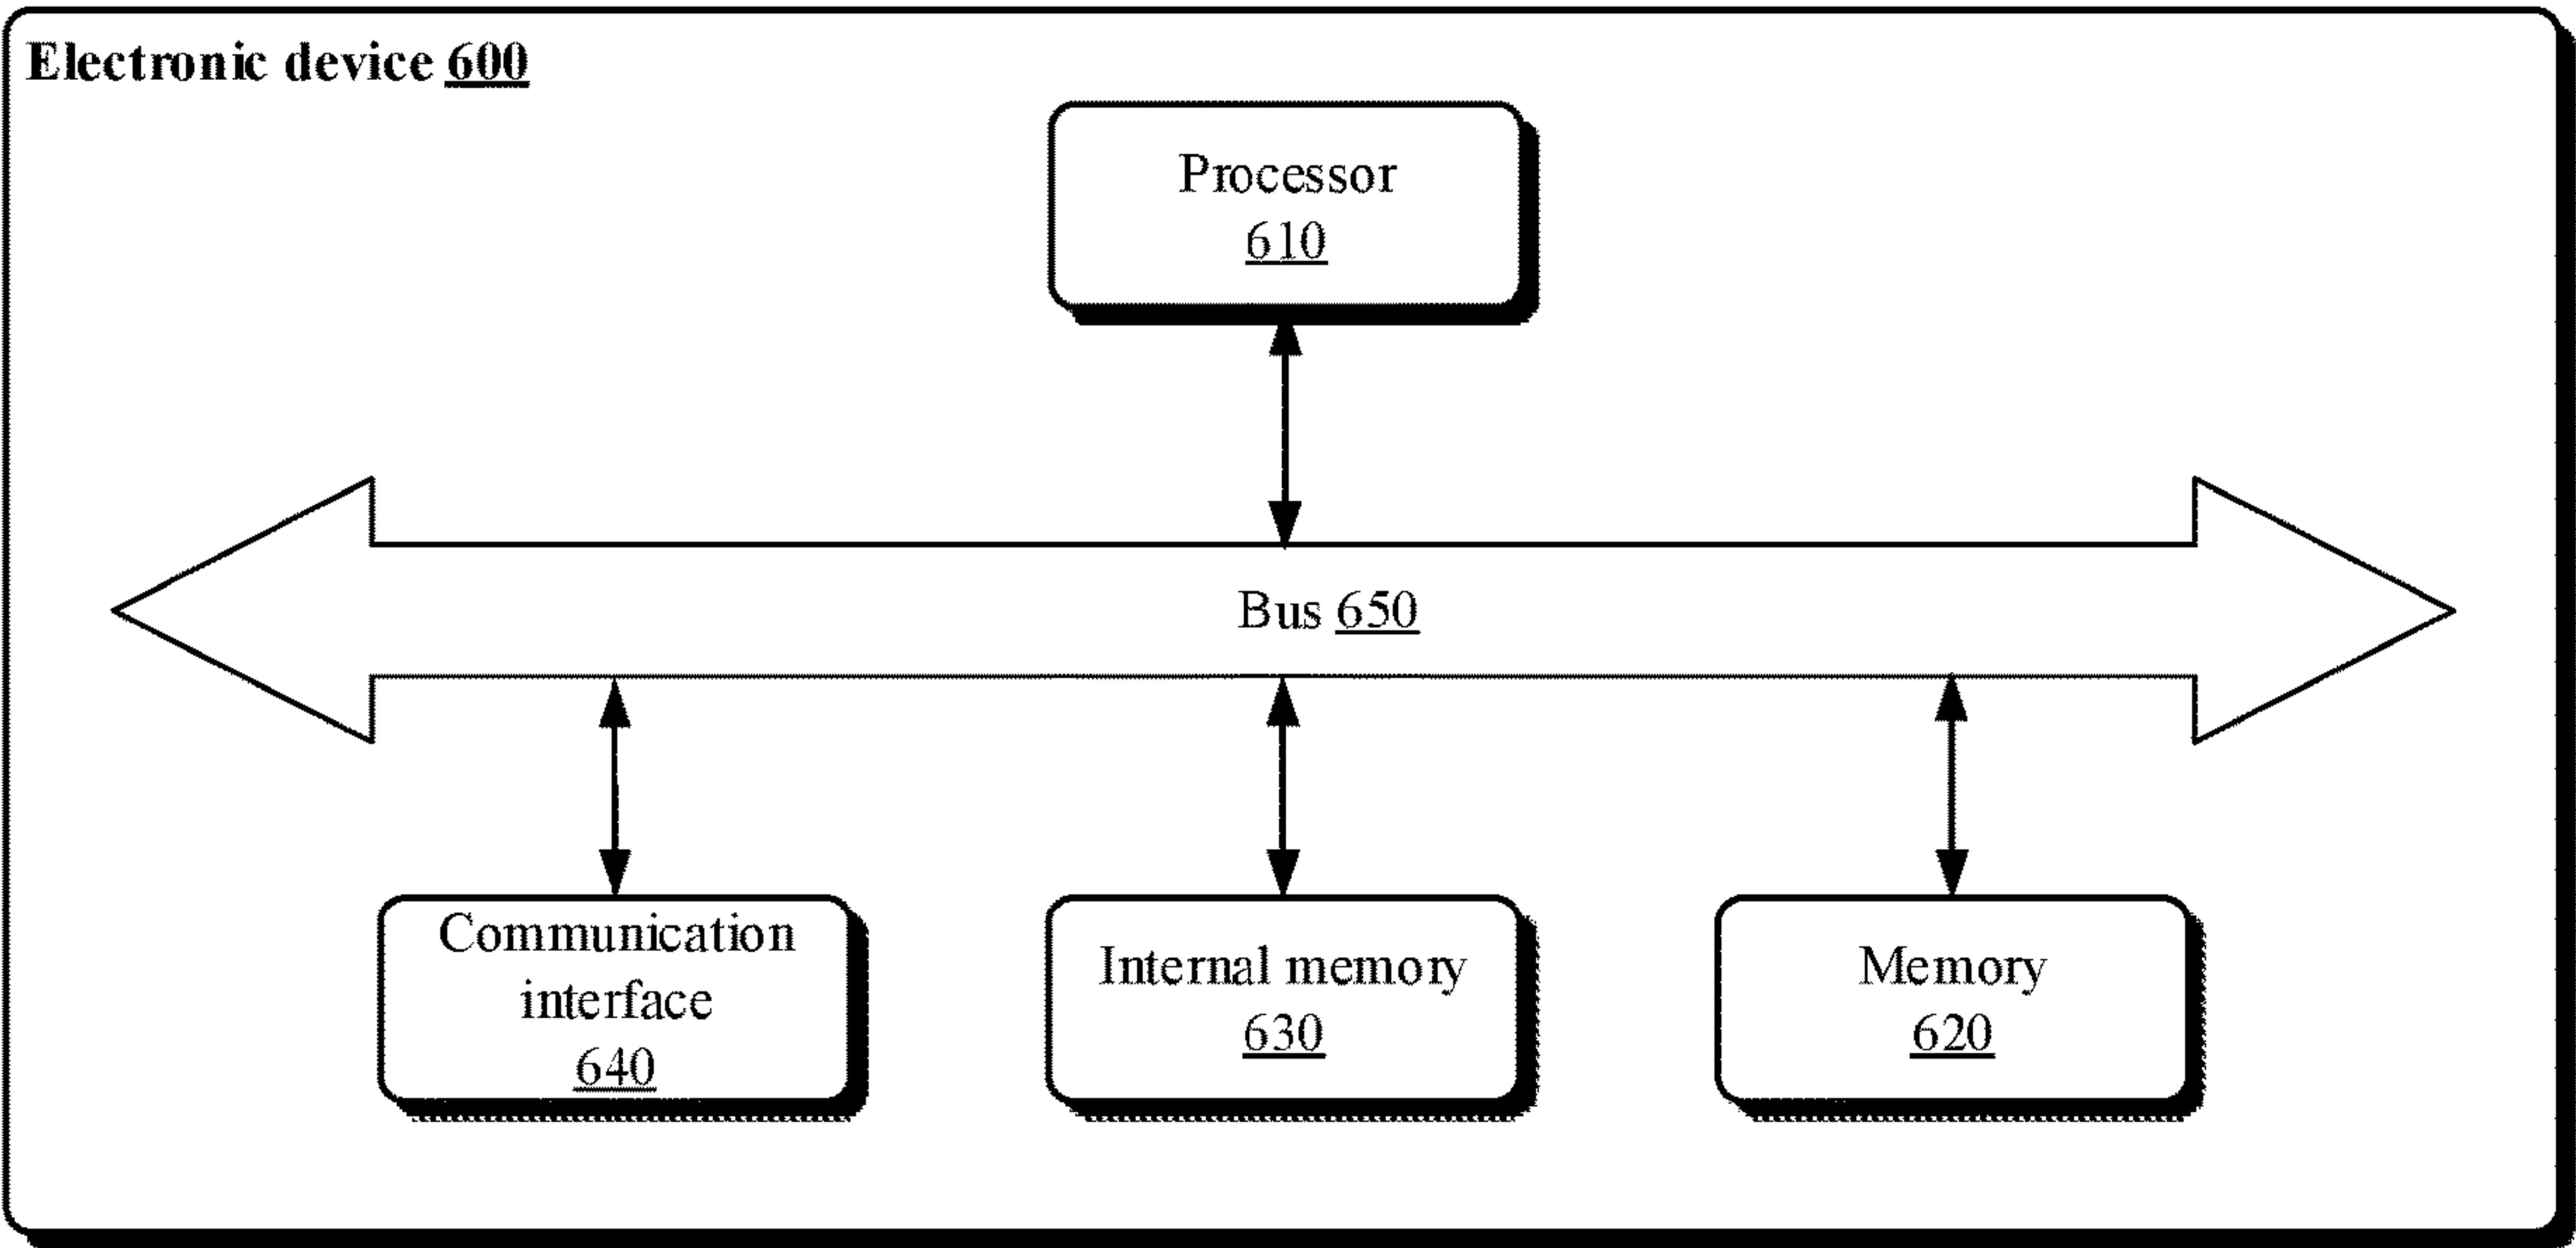 Electronic device 600
Processor
610
Bus 650
Communication
interface
640
Internal memory
630
Memory
620